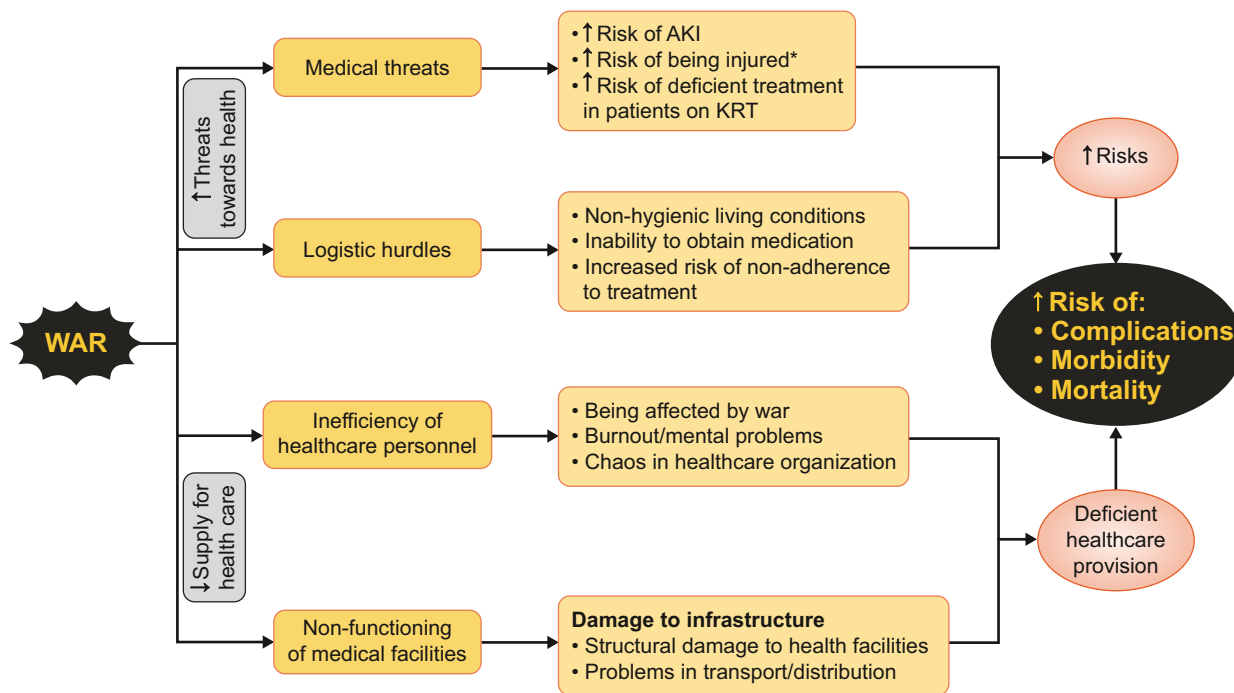 WAR
↑Threats
towards health
↓Supply for
health care
Medical threats
• ↑ Risk of AKI
• ↑ Risk of being injured*
• ↑ Risk of deficient treatment
in patients on KRT
Logistic hurdles
• Non-hygienic living conditions
• Inability to obtain medication
• Increased risk of non-adherence
to treatment
↑ Risks
Inefficiency of
healthcare personnel
• Being affected by war
• Burnout/mental problems
• Chaos in healthcare organization
Non-functioning
of medical facilities
Damage to infrastructure
• Structural damage to health facilities
• Problems in transport/distribution
Deficient
healthcare
provision
↑ Risk of:
• Complications
• Morbidity
• Mortality